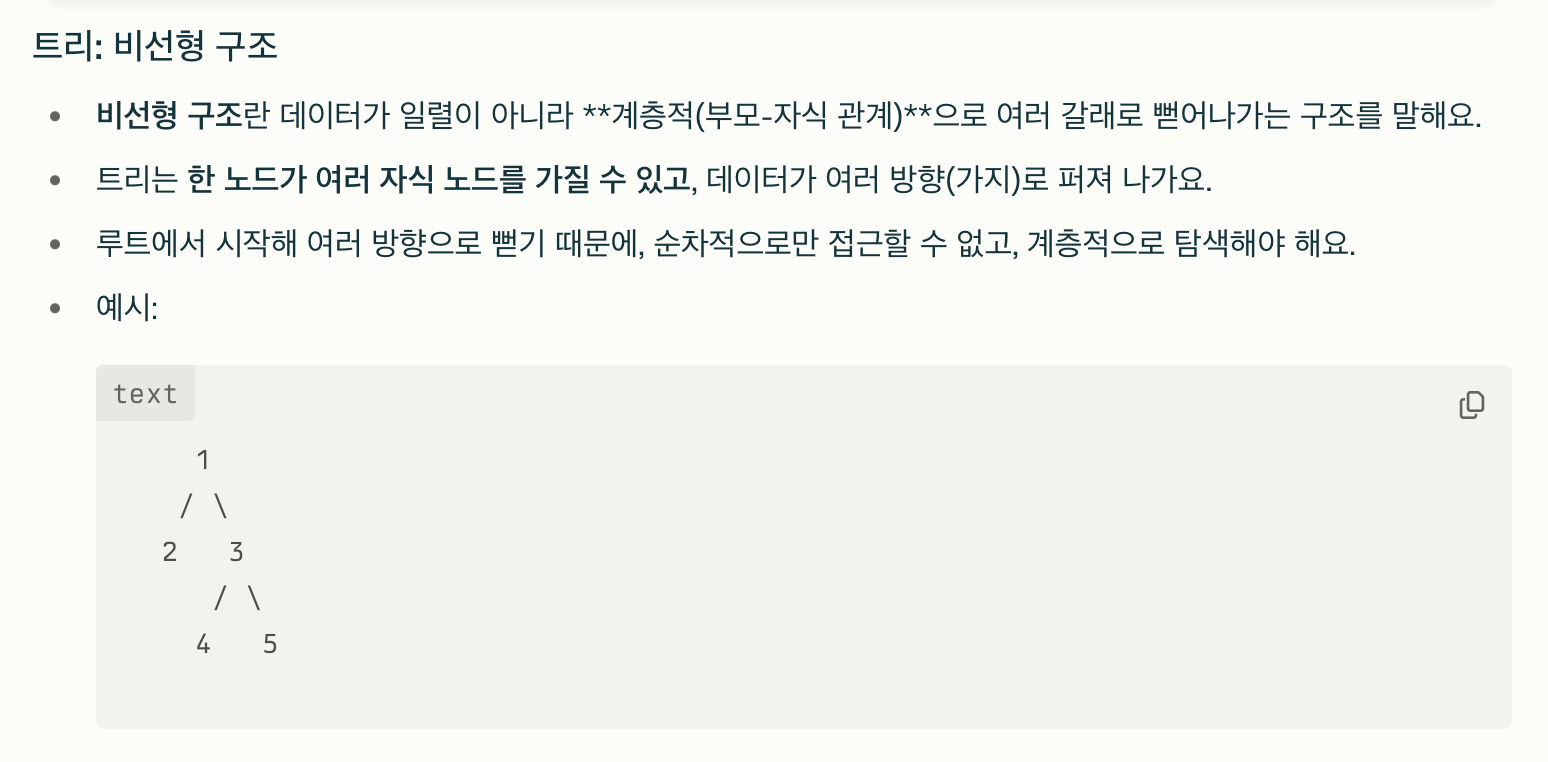 트리: 비선형 구조
• 비선형 구조란 데이터가 일렬이 아니라 **계층적(부모-자식 관계)**으로 여러 갈래로 뻗어나가는 구조를 말해요.
• 트리는 한 노드가 여러 자식 노드를 가질 수 있고, 데이터가 여러 방향(가지)로 퍼져 나가요.
• 루트에서 시작해 여러 방향으로 뻗기 때문에, 순차적으로만 접근할 수 없고, 계층적으로 탐색해야 해요.
• 예시:
text
    1
   / \
  2   3
     / \
    4   5